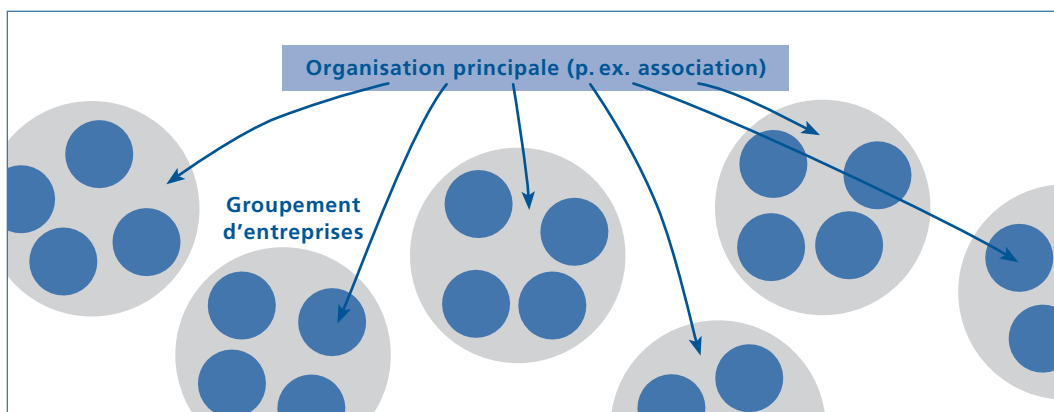 Organisation principale (p. ex. association)
Groupement
d’entreprises